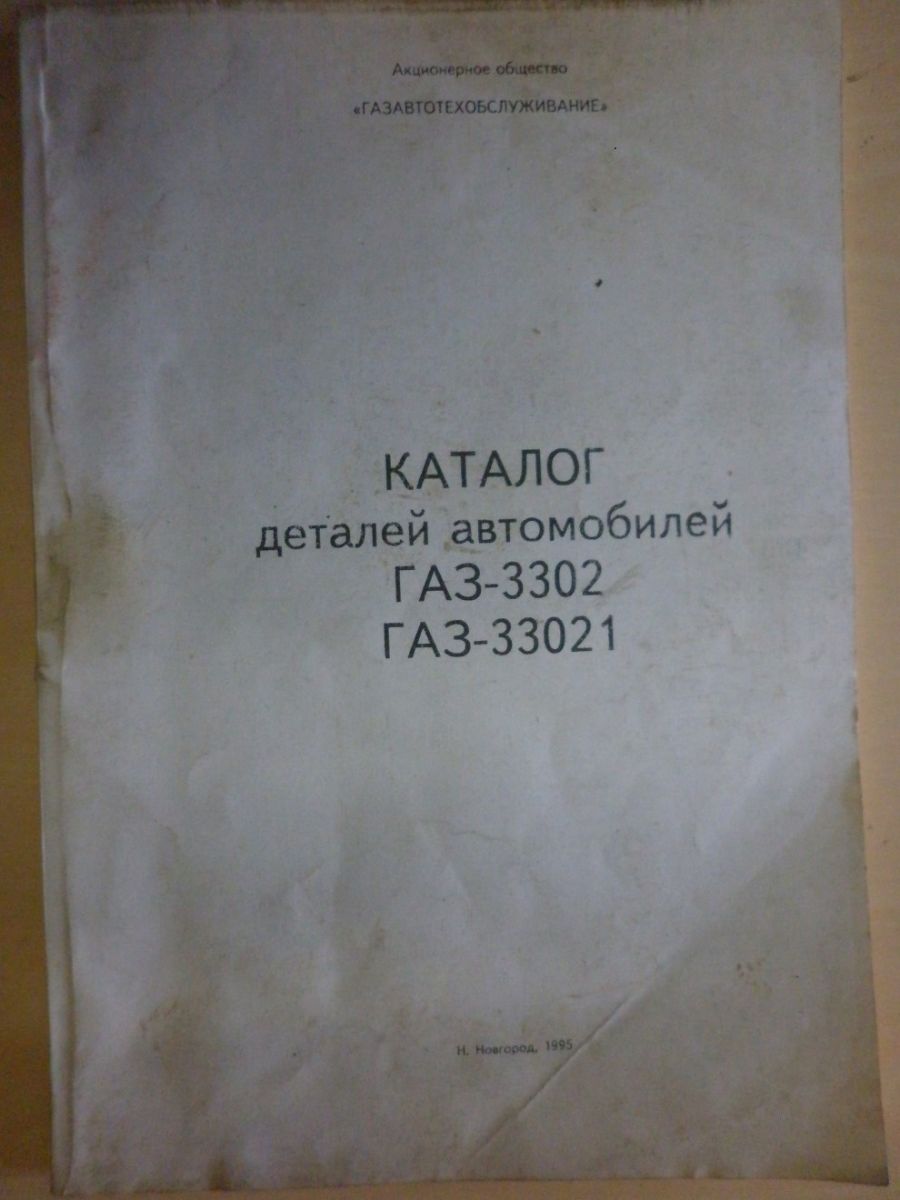 Акционерное общество
«ГАЗАВТОТЕХОБСЛУЖИВАНИЕ»
КАТАЛОГ
деталей автомобилей
ГАЗ-3302
ГАЗ-33021
Н. Новгород, 1995